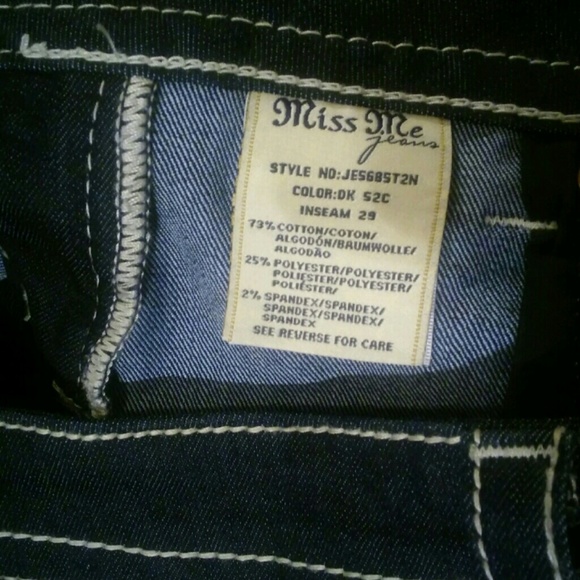 Miss Me
jeans
STYLE NO:JE5685T2N
COLOR:DK 52C
INSEAM 29
73% COTTON/COTON/
ALGODÓN/BAUMWOLLE/
ALGODÃO
25% POLYESTER/POLYESTER/
POLIESTER/POLYESTER/
POLIÉSTER/
2% SPANDEX/SPANDEX/
SPANDEX/SPANDEX/
SPANDEX
SEE REVERSE FOR CARE